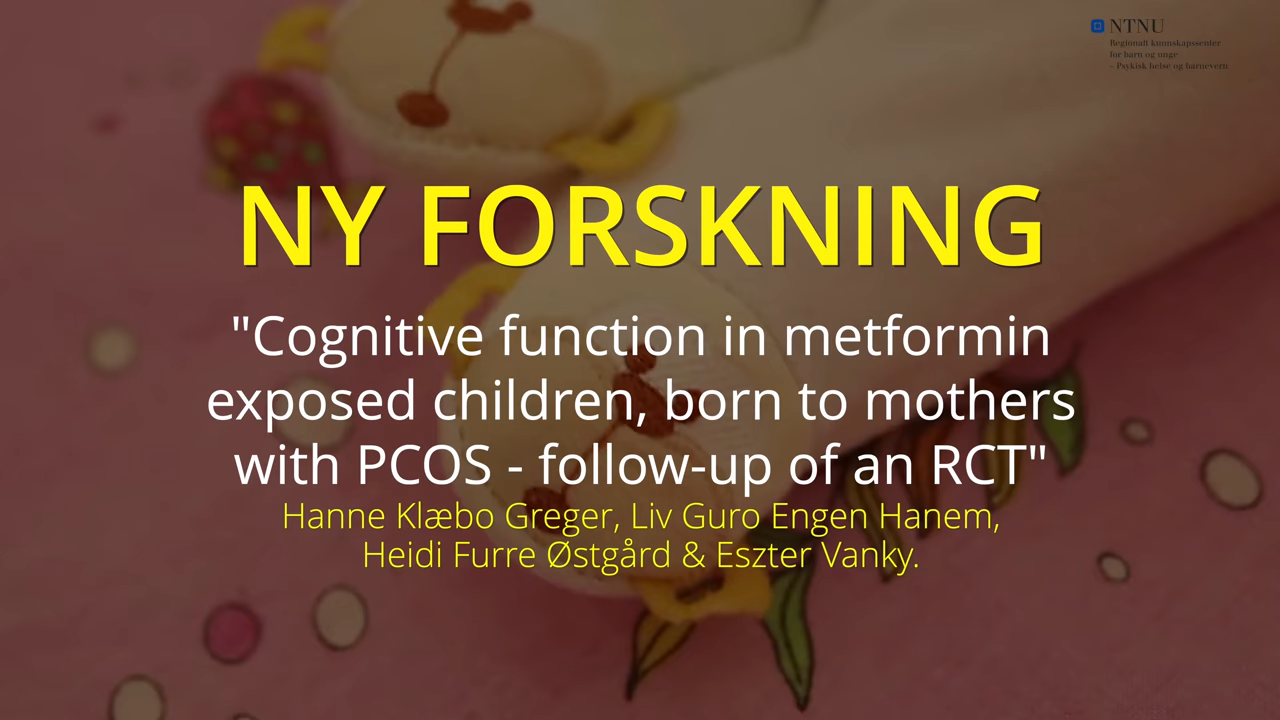 NTNU
Regionalt kunnskapssenter
for barn og unge
– Psykisk helse og barnevern
NY FORSKNING
"Cognitive function in metformin
exposed children, born to mothers
with PCOS - follow-up of an RCT"
Hanne Klæbo Greger, Liv Guro Engen Hanem,
Heidi Furre Østgård & Eszter Vanky.